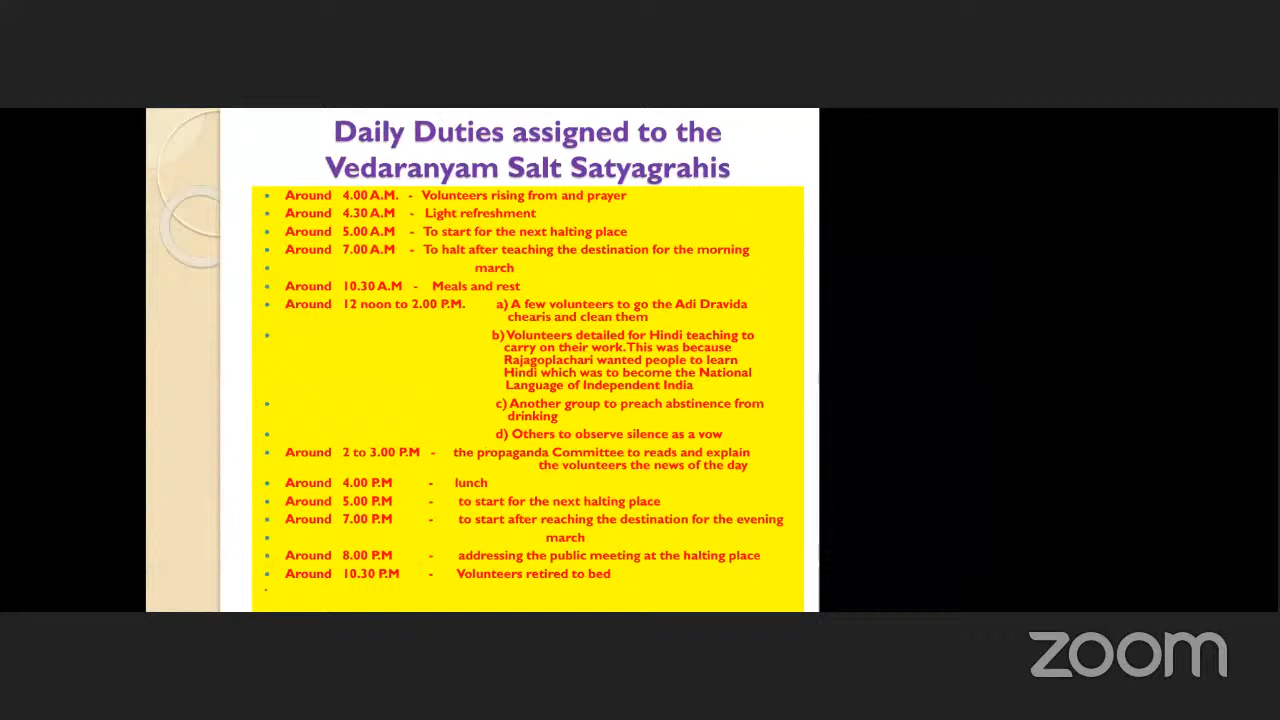 Daily Duties assigned to the
Vedaranyam Salt Satyagrahis
Around 4.00 A.M. - Volunteers rising from and prayer
Around 4.30 A.M - Light refreshment
Around 5.00 A.M - To start for the next halting place
Around 7.00 A.M - To halt after teaching the destination for the morning
march
Around 10.30 A.M - Meals and rest
Around 12 noon to 2.00 P.M. a) A few volunteers to go the Adi Dravida
chearis and clean them
b) Volunteers detailed for Hindi teaching to
carry on their work. This was because
Rajagoplachari wanted people to learn
Hindi which was to become the National
Language of Independent India
c) Another group to preach abstinence from
drinking
d) Others to observe silence as a vow
Around 2 to 3.00 P.M - the propaganda Committee to reads and explain
the volunteers the news of the day
Around 4.00 P.M - lunch
Around 5.00 P.M - to start for the next halting place
Around 7.00 P.M - to start after reaching the destination for the evening
march
Around 8.00 P.M - addressing the public meeting at the halting place
Around 10.30 P.M - Volunteers retired to bed
zoom